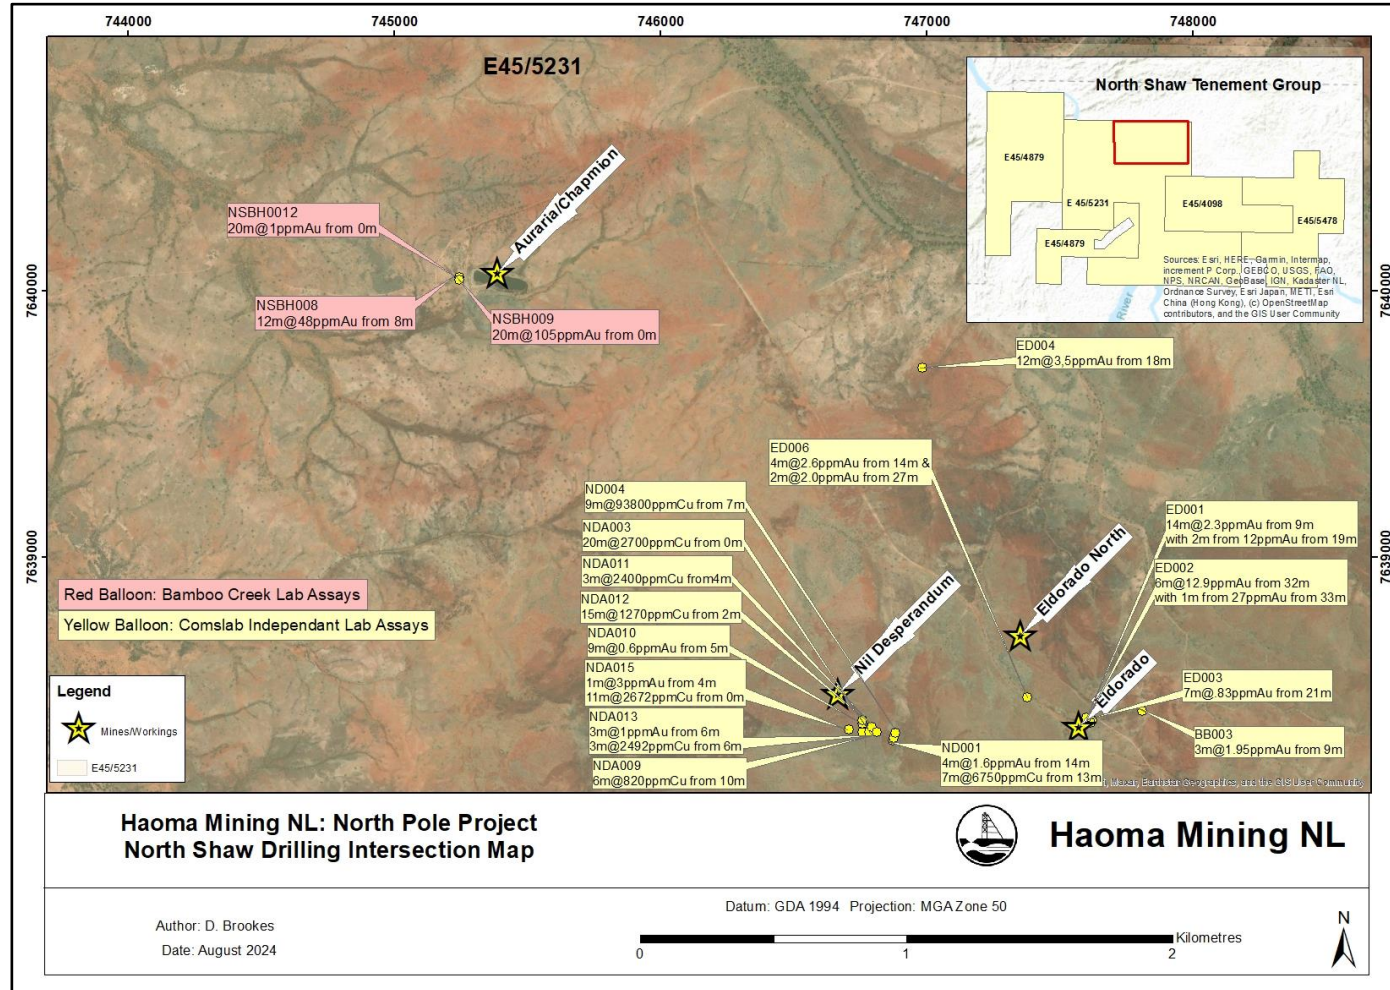 744000
745000
746000
747000
748000
E45/5231
North Shaw Tenement Group
E45/4879
E 45/5231
E45/4098
E45/5478
E45/4879
River
Sources: Esri, HERE, Garmin, Intermap,
increment P Corp., GEBCO, USGS, FAO,
NPS, NRCAN, GeoBase, IGN, Kadaster NL,
Ordnance Survey, Esri Japan, METI, Esri
China (Hong Kong), (c) OpenStreetMap
contributors, and the GIS User Community
Auraria/Chapmion
NSBH0012
20m@1ppmAu from 0m
7640000
7640000
NSBH008
12m@48ppmAu from 8m
NSBH009
20m@105ppmAu from 0m
ED004
12m@3,5ppmAu from 18m
ED006
4m@2.6ppmAu from 14m &
2m@2.0ppmAu from 27m
ND004
9m@93800ppmCu from 7m
NDA003
20m@2700ppmCu from 0m
NDA011
3m@2400ppmCu from4m
NDA012
15m@1270ppmCu from 2m
NDA010
9m@0.6ppmAu from 5m
NDA015
1m@3ppmAu from 4m
11m@2672ppmCu from 0m
NDA013
3m@1ppmAu from 6m
3m@2492ppmCu from 6m
NDA009
6m@820ppmCu from 10m
Nil Desperandum
Eldorado North
Eldorado
ED001
14m@2.3ppmAu from 9m
with 2m from 12ppmAu from 19m
ED002
6m@12.9ppmAu from 32m
with 1m from 27ppmAu from 33m
7639000
7639000
ED003
7m@.83ppmAu from 21m
BB003
3m@1.95ppmAu from 9m
ND001
4m@1.6ppmAu from 14m
7m@6750ppmCu from 13m
Red Balloon: Bamboo Creek Lab Assays
Yellow Balloon: Comslab Independant Lab Assays
Legend
Mines/Workings
E45/5231
Maxar, Earthstar Geographics, and the GIS User Community
Haoma Mining NL: North Pole Project
North Shaw Drilling Intersection Map
Haoma Mining NL
Author: D. Brookes
Date: August 2024
Datum: GDA 1994 Projection: MGA Zone 50
Kilometres
0
1
2
N